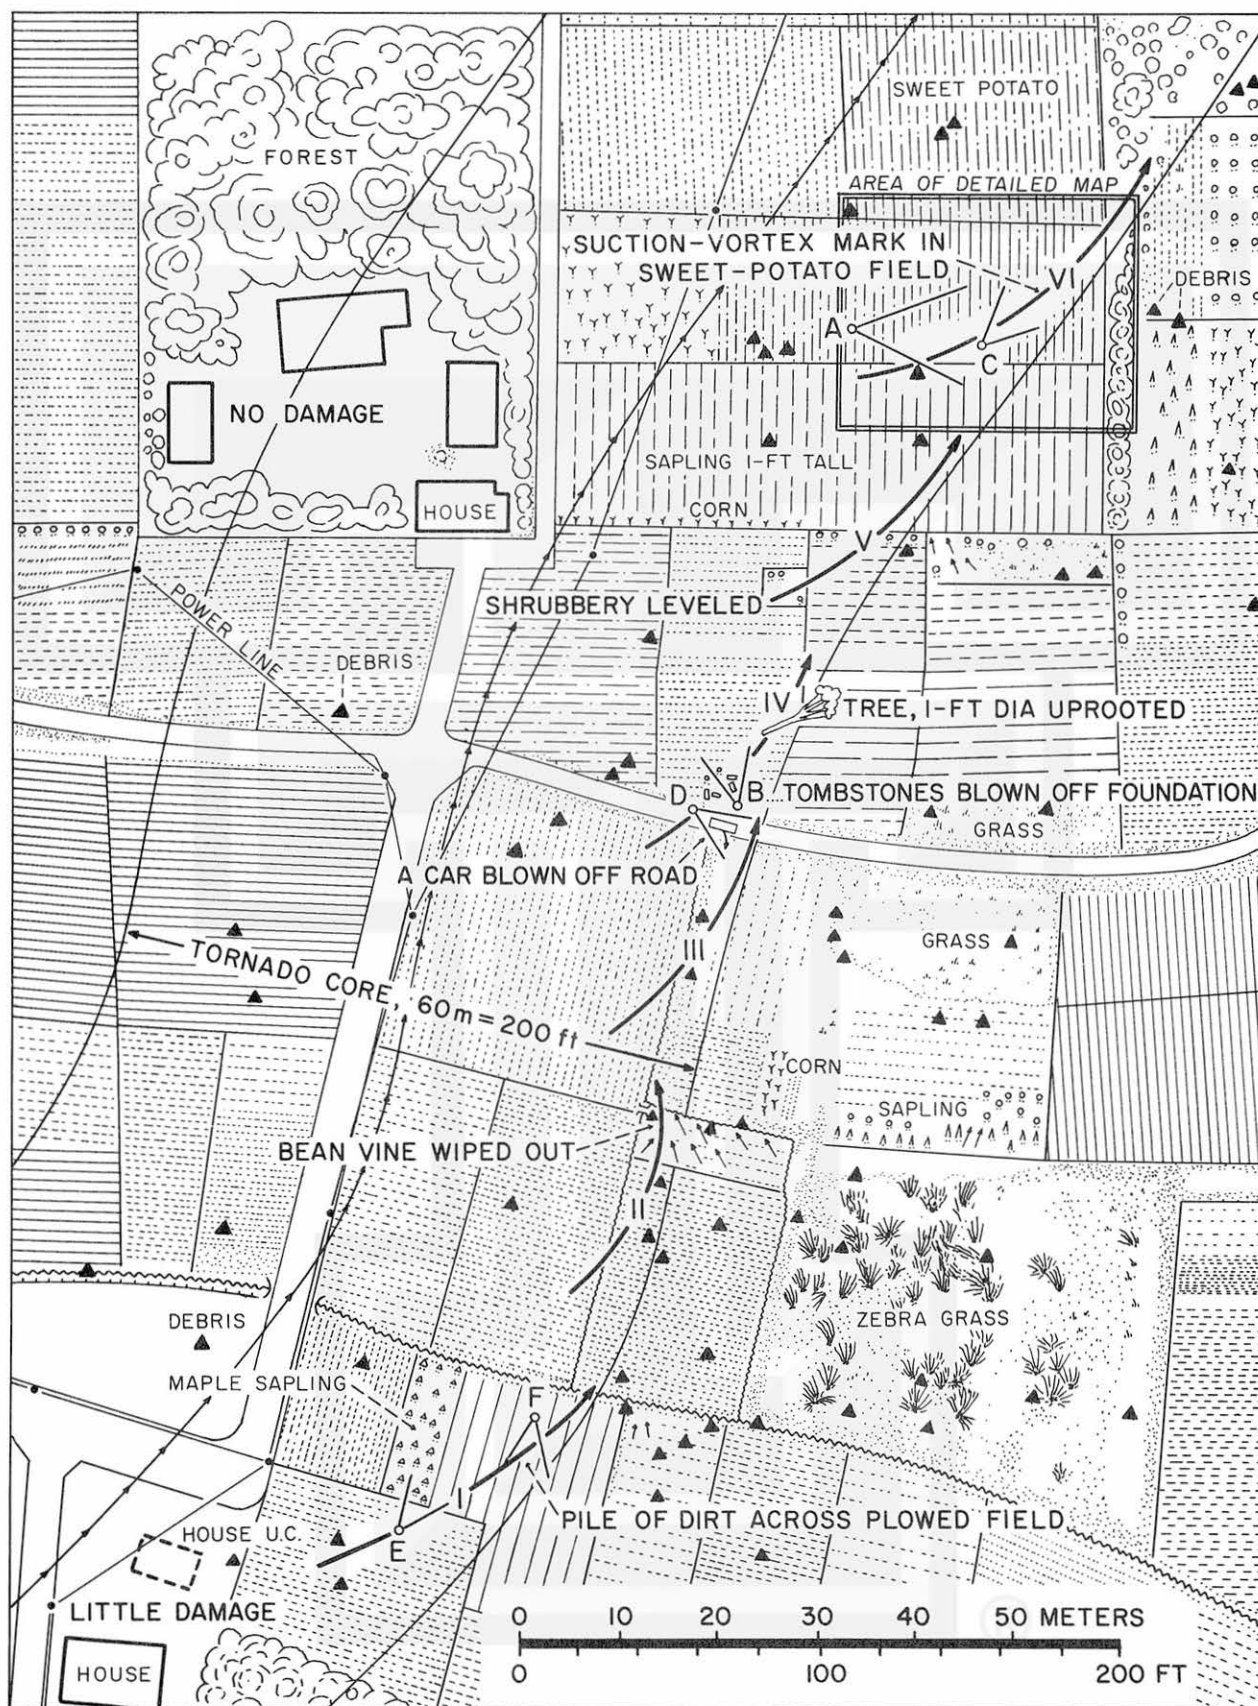 SWEET POTATO
FOREST
AREA OF DETAILED MAP
SUCTION-VORTEX MARK IN
SWEET-POTATO FIELD
VI
DEBRIS
A
C
NO DAMAGE
SAPLING 1-FT TALL
HOUSE
CORN
V
SHRUBBERY LEVELED
POWER LINE
DEBRIS
IV
TREE, 1-FT DIA UPROOTED
D
B
TOMBSTONES BLOWN OFF FOUNDATION
GRASS
A CAR BLOWN OFF ROAD
III
GRASS
TORNADO CORE, 60m = 200 ft
CORN
SAPLING
BEAN VINE WIPED OUT
II
DEBRIS
ZEBRA GRASS
MAPLE SAPLING
F
I
PILE OF DIRT ACROSS PLOWED FIELD
HOUSE U.C.
E
LITTLE DAMAGE
0 10 20 30 40 50 METERS
HOUSE
0 100 200 FT